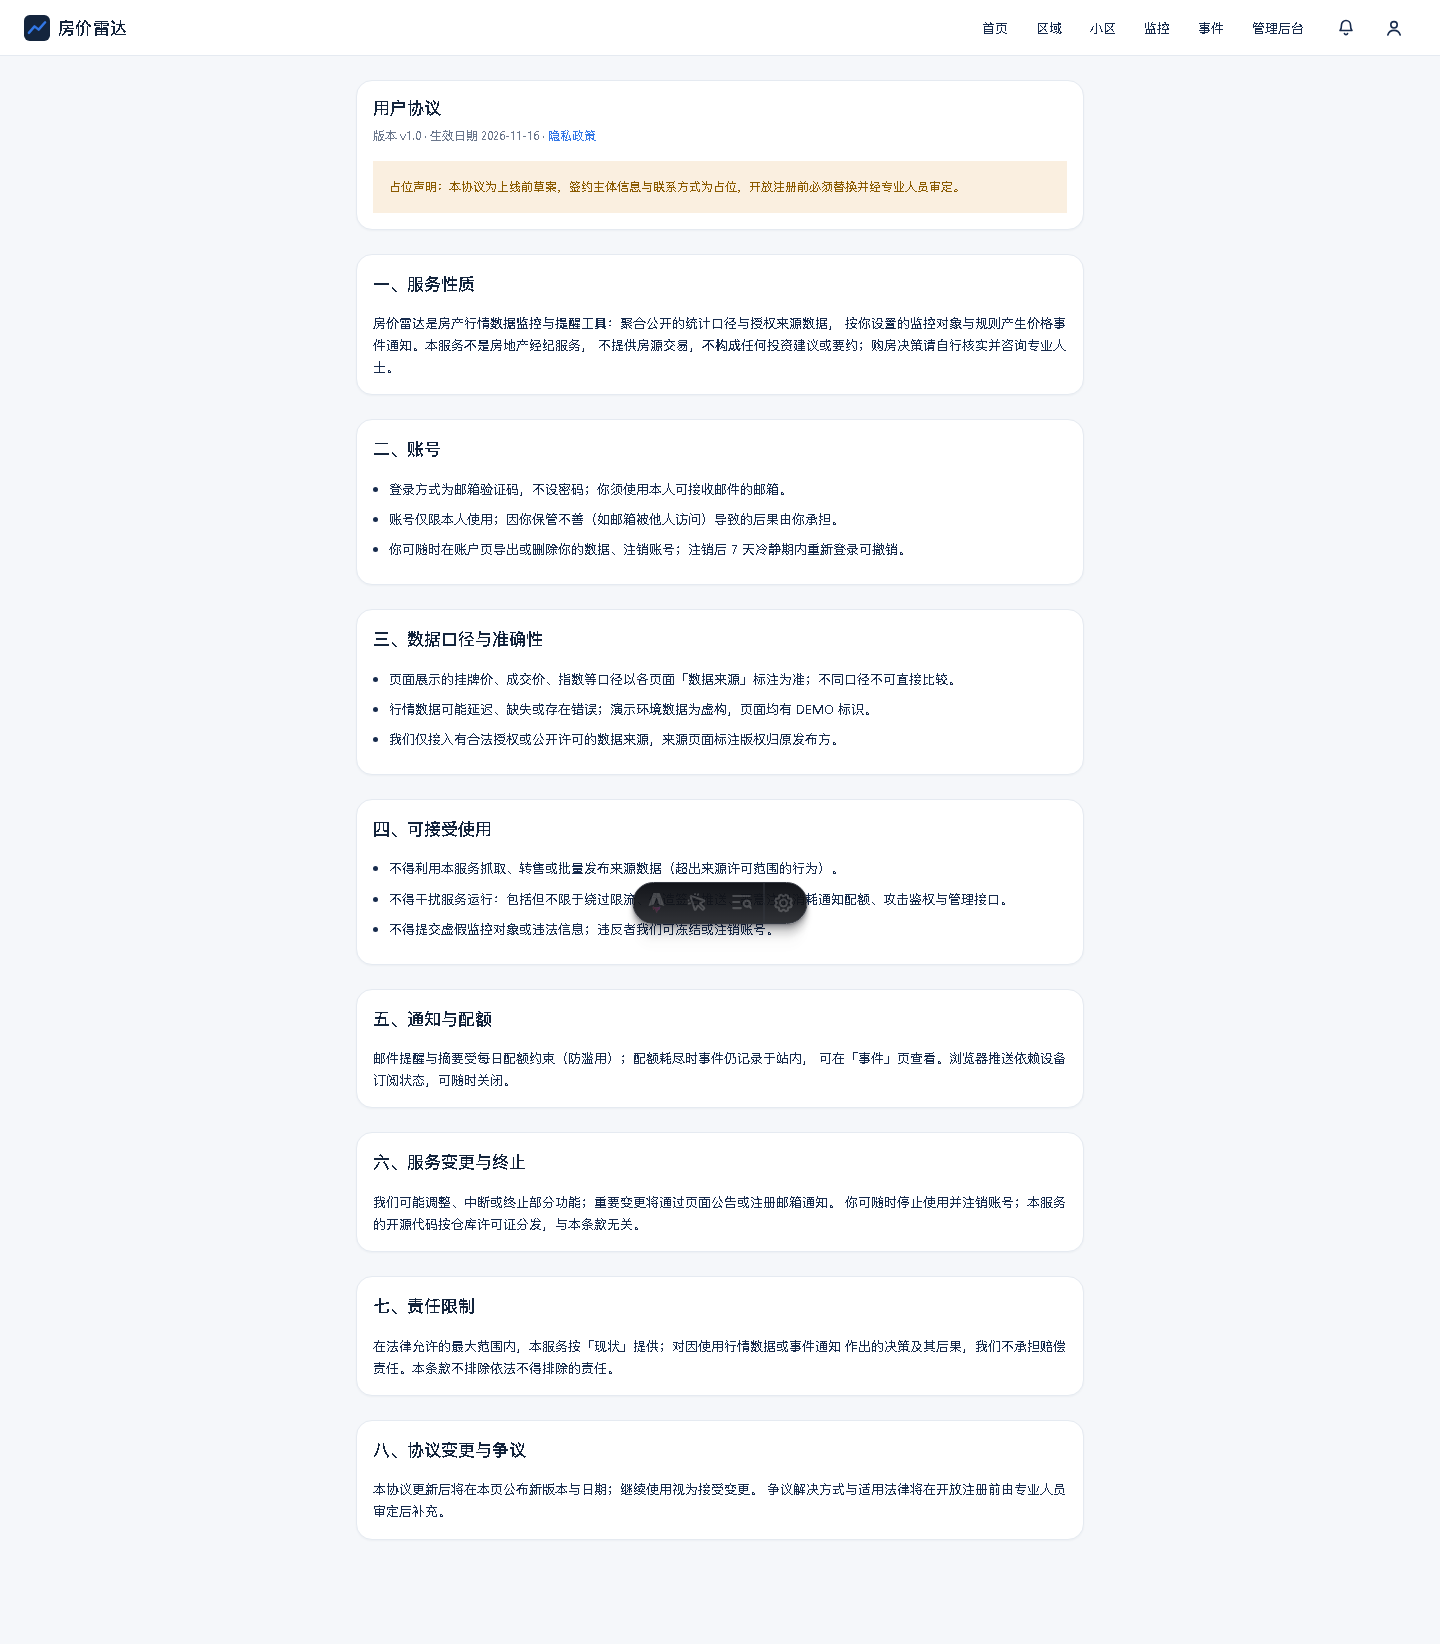 房价雷达
首页
区域
小区
监控
事件
管理后台
用户协议
版本 v1.0 · 生效日期 2026-11-16 · 隐私政策
占位声明：本协议为上线前草案，签约主体信息与联系方式为占位，开放注册前必须替换并经专业人员审定。
一、服务性质
房价雷达是房产行情数据监控与提醒工具：聚合公开的统计口径与授权来源数据， 按你设置的监控对象与规则产生价格事
件通知。本服务不是房地产经纪服务， 不提供房源交易，不构成任何投资建议或要约；购房决策请自行核实并咨询专业人
士。
二、账号
登录方式为邮箱验证码，不设密码；你须使用本人可接收邮件的邮箱。
账号仅限本人使用；因你保管不善（如邮箱被他人访问）导致的后果由你承担。
你可随时在账户页导出或删除你的数据、注销账号；注销后 7 天冷静期内重新登录可撤销。
三、数据口径与准确性
页面展示的挂牌价、成交价、指数等口径以各页面「数据来源」标注为准；不同口径不可直接比较。
行情数据可能延迟、缺失或存在错误；演示环境数据为虚构，页面均有 DEMO 标识。
我们仅接入有合法授权或公开许可的数据来源，来源页面标注版权归原发布方。
四、可接受使用
不得利用本服务抓取、转售或批量发布来源数据（超出来源许可范围的行为）。
不得干扰服务运行：包括但不限于绕过限流 耗通知配额、攻击鉴权与管理接口。
不得提交虚假监控对象或违法信息；违反者我们可冻结或注销账号。
五、通知与配额
邮件提醒与摘要受每日配额约束（防滥用）；配额耗尽时事件仍记录于站内， 可在「事件」页查看。浏览器推送依赖设备
订阅状态，可随时关闭。
六、服务变更与终止
我们可能调整、中断或终止部分功能；重要变更将通过页面公告或注册邮箱通知。 你可随时停止使用并注销账号；本服务
的开源代码按仓库许可证分发，与本条款无关。
七、责任限制
在法律允许的最大范围内，本服务按「现状」提供；对因使用行情数据或事件通知 作出的决策及其后果，我们不承担赔偿
责任。本条款不排除依法不得排除的责任。
八、协议变更与争议
本协议更新后将在本页公布新版本与日期；继续使用视为接受变更。 争议解决方式与适用法律将在开放注册前由专业人员
审定后补充。